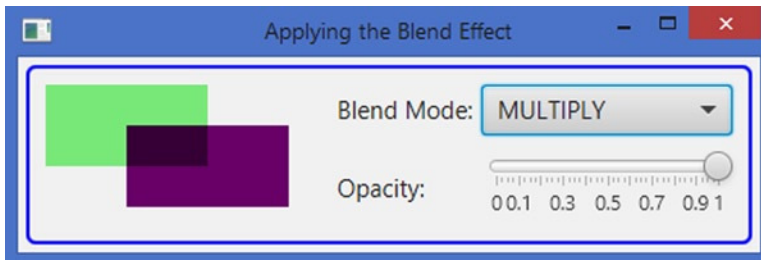 Applying the Blend Effect
Blend Mode: MULTIPLY
Opacity:
0 0.1 0.3 0.5 0.7 0.9 1